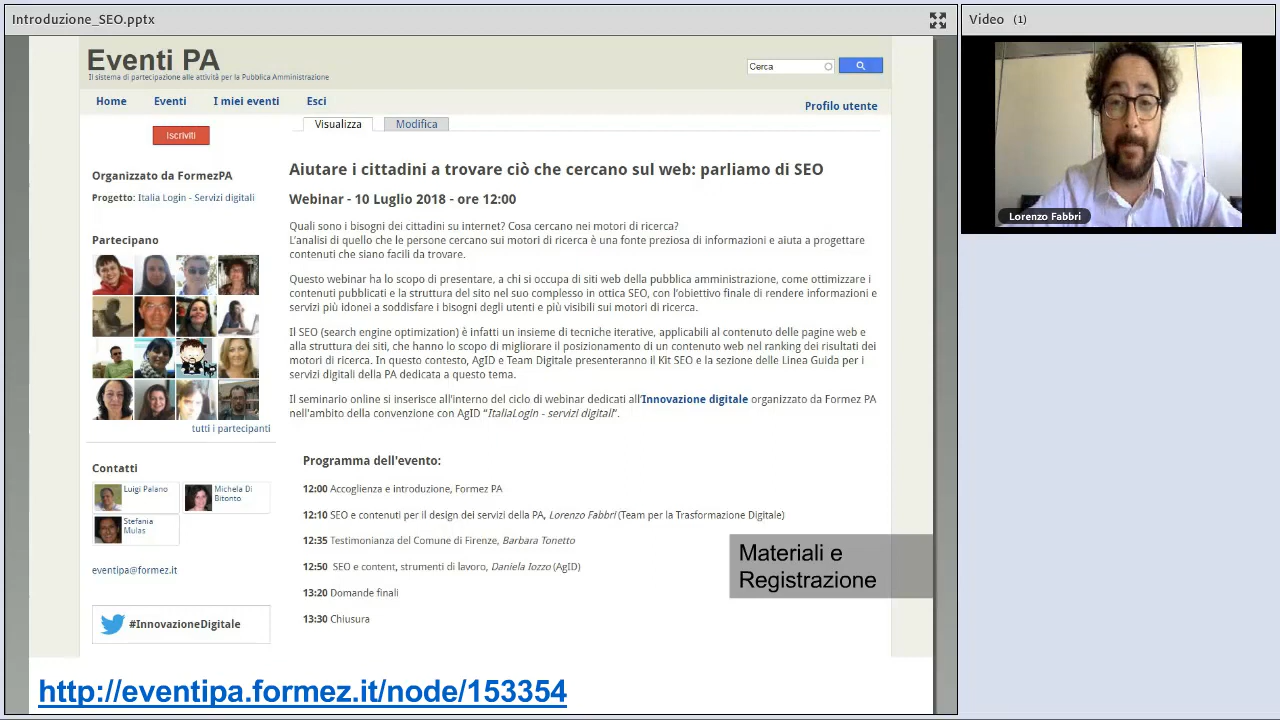 Introduzione_SEO.pptx
Video (1)
Eventi PA
Il sistema di partecipazione alle attività per la Pubblica Amministrazione
Cerca
Home Eventi I miei eventi Esci
Profilo utente
Visualizza Modifica
Iscriviti
Organizzato da FormezPA
Progetto: Italia Login - Servizi digitali
Partecipano
tutti i partecipanti
Contatti
Luigi Palano
Michela Di
Bitonto
Stefania
Mulas
eventipa@formez.it
#InnovazioneDigitale
Aiutare i cittadini a trovare ciò che cercano sul web: parliamo di SEO
Webinar - 10 Luglio 2018 - ore 12:00
Quali sono i bisogni dei cittadini su internet? Cosa cercano nei motori di ricerca?
L'analisi di quello che le persone cercano sui motori di ricerca è una fonte preziosa di informazioni e aiuta a progettare
contenuti che siano facili da trovare.
Questo webinar ha lo scopo di presentare, a chi si occupa di siti web della pubblica amministrazione, come ottimizzare i
contenuti pubblicati e la struttura del sito nel suo complesso in ottica SEO, con l'obiettivo finale di rendere informazioni e
servizi più idonei a soddisfare i bisogni degli utenti e più visibili sui motori di ricerca.
Il SEO (search engine optimization) è infatti un insieme di tecniche iterative, applicabili al contenuto delle pagine web e
alla struttura dei siti, che hanno lo scopo di migliorare il posizionamento di un contenuto web nel ranking dei risultati dei
motori di ricerca. In questo contesto, AgID e Team Digitale presenteranno il Kit SEO e la sezione delle Linea Guida per i
servizi digitali della PA dedicata a questo tema.
Il seminario online si inserisce all'interno del ciclo di webinar dedicati all'Innovazione digitale organizzato da Formez PA
nell'ambito della convenzione con AgID "ItaliaLogin - servizi digitali".
Programma dell'evento:
12:00 Accoglienza e introduzione, Formez PA
12:10 SEO e contenuti per il design dei servizi della PA, Lorenzo Fabbri (Team per la Trasformazione Digitale)
12:35 Testimonianza del Comune di Firenze, Barbara Tonetto
12:50 SEO e content, strumenti di lavoro, Daniela Iozzo (AgID)
13:20 Domande finali
13:30 Chiusura
Materiali e
Registrazione
http://eventipa.formez.it/node/153354
Lorenzo Fabbri